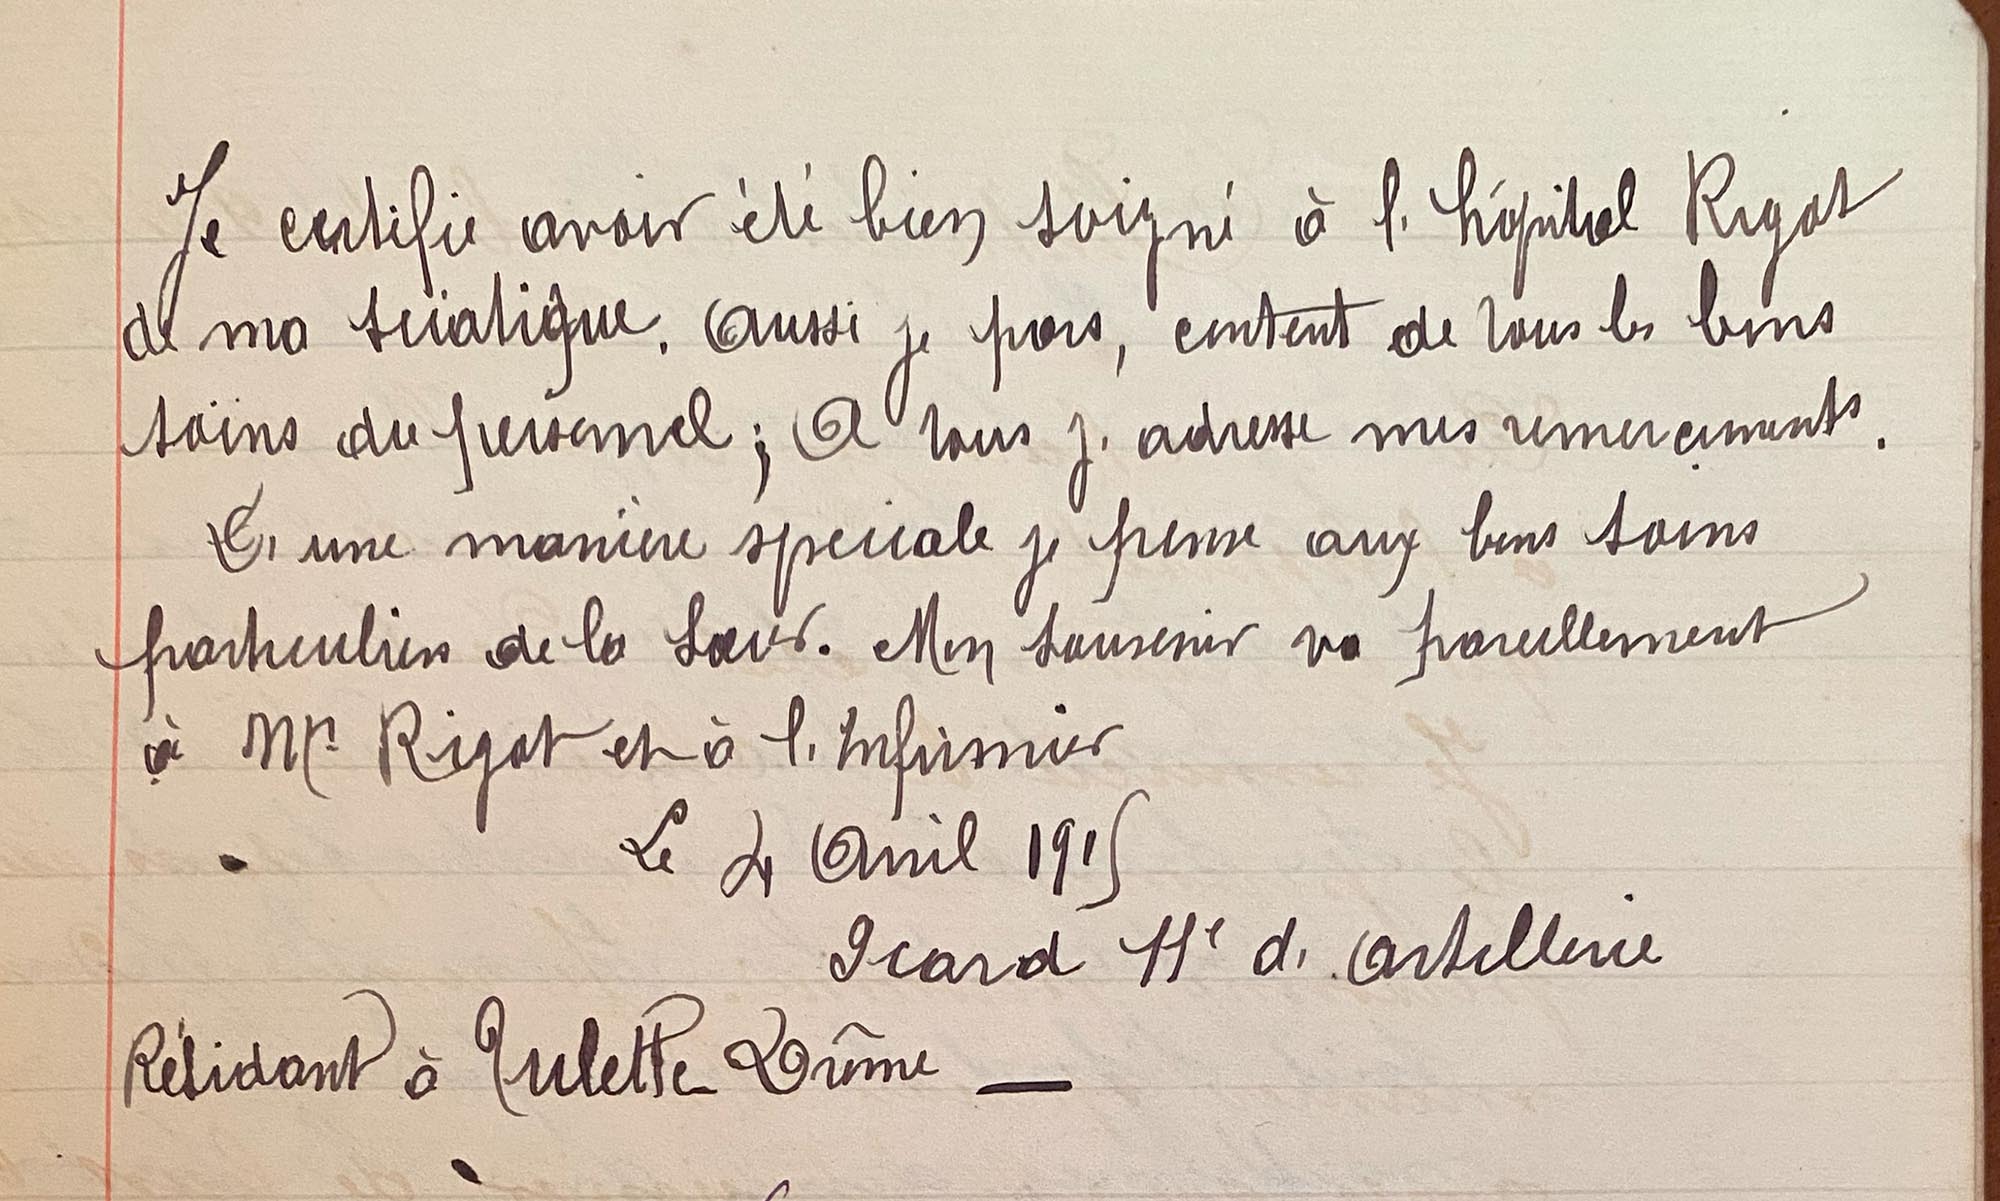 Je certifie avoir été bien soigné à l'hôpital Rigot
de ma sciatique. Aussi je pars, content de tous les bons
soins du personnel ; A tous j'adresse mes remerciements.
D'une manière speciale je pense aux bons soins
particuliers de la Sœur. Mon souvenir va pareillement
à Mr Rigot et à l'Infirmier
Le 4 Avril 1915
Icard 11e d'artillerie
Résidant à Tulette Drôme —